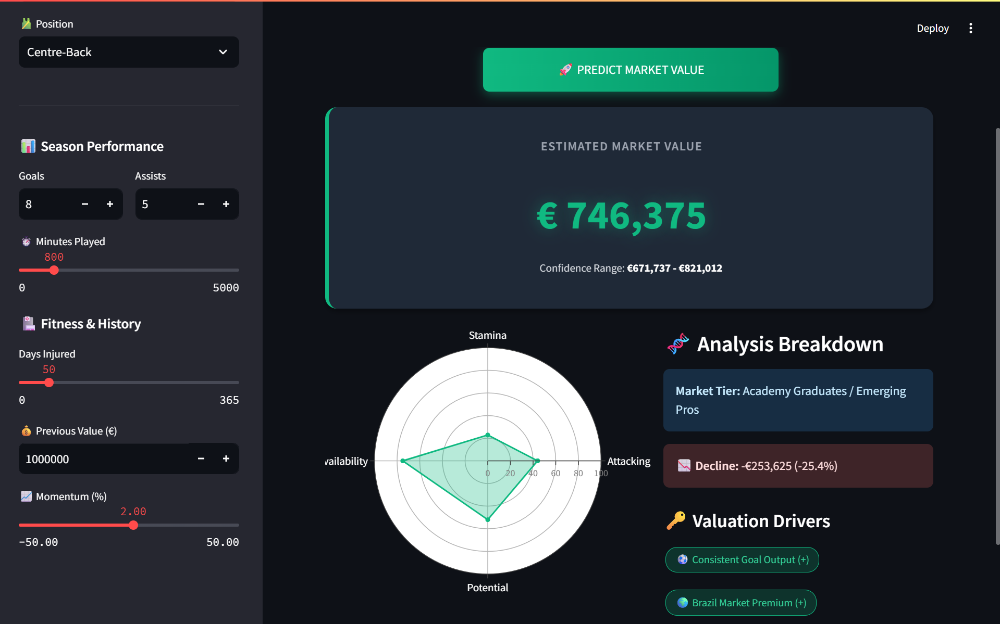 Position
Centre-Back
Season Performance
Goals
Assists
8
5
Minutes Played
800
0
5000
Fitness & History
Days Injured
50
0
365
Previous Value (€)
1000000
Momentum (%)
2.00
-50.00
50.00
Deploy
PREDICT MARKET VALUE
ESTIMATED MARKET VALUE
€ 746,375
Confidence Range: €671,737 - €821,012
Stamina
vailability
Attacking
0
20
40
60
80
100
Potential
Analysis Breakdown
Market Tier: Academy Graduates / Emerging
Pros
Decline: -€253,625 (-25.4%)
Valuation Drivers
Consistent Goal Output (+)
Brazil Market Premium (+)